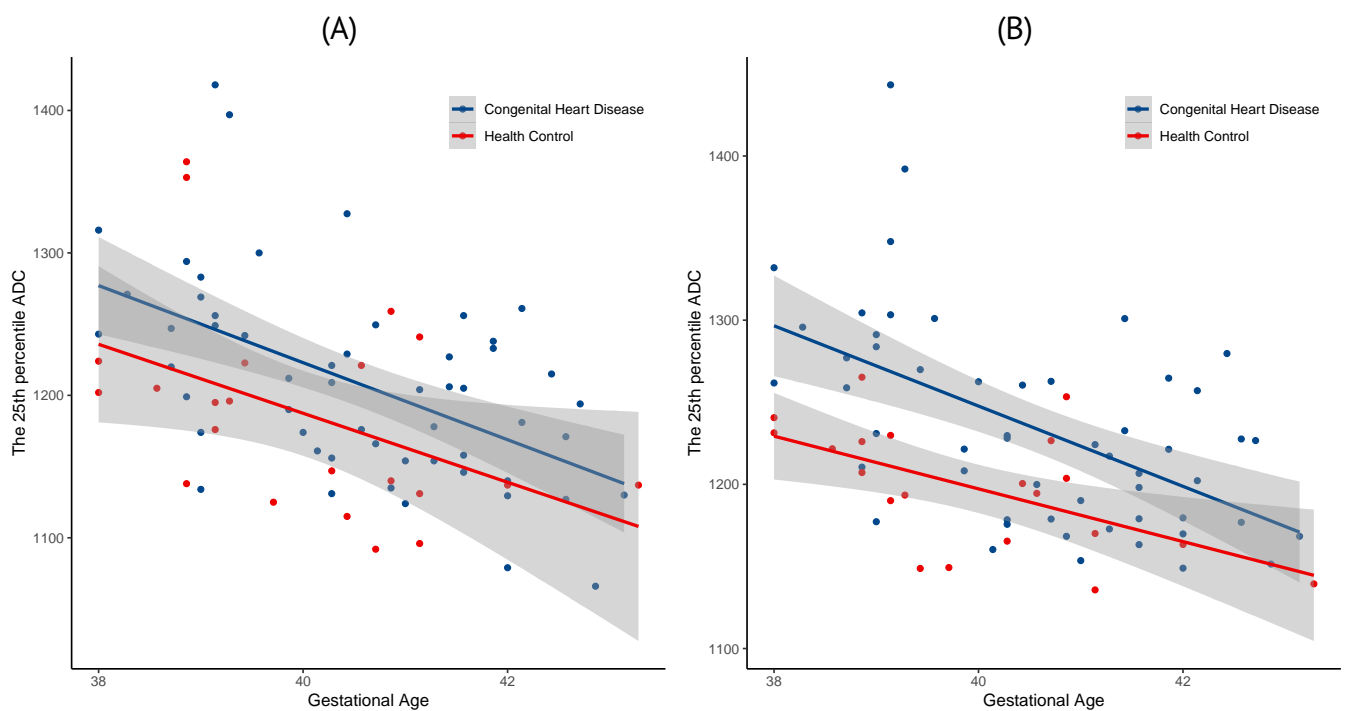 (A)
The 25th percentile ADC
1400
1300
1200
1100
Congenital Heart Disease
Health Control
38
40
42
Gestational Age
(B)
The 25th percentile ADC
1400
1300
1200
1100
Congenital Heart Disease
Health Control
38
40
42
Gestational Age